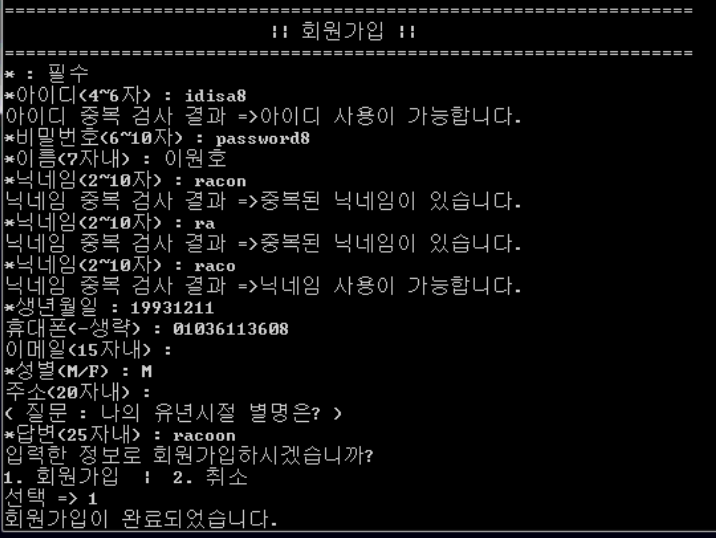 =================================================================
¦¦ 회원가입 ¦¦
=================================================================
* : 필수
*아이디(4~6자) : idisa8
아이디 중복 검사 결과 =>아이디 사용이 가능합니다.
*비밀번호(6~10자) : password8
*이름(7자내) : 이원호
*닉네임(2~10자) : racon
닉네임 중복 검사 결과 =>중복된 닉네임이 있습니다.
*닉네임(2~10자) : ra
닉네임 중복 검사 결과 =>중복된 닉네임이 있습니다.
*닉네임(2~10자) : raco
닉네임 중복 검사 결과 =>닉네임 사용이 가능합니다.
*생년월일 : 19931211
휴대폰(-생략) : 01036113608
이메일(15자내) :
*성별(M/F) : M
주소(20자내) :
( 질문 : 나의 유년시절 별명은? )
*답변(25자내) : racoon
입력한 정보로 회원가입하시겠습니까?
1. 회원가입 ¦ 2. 취소
선택 => 1
회원가입이 완료되었습니다.